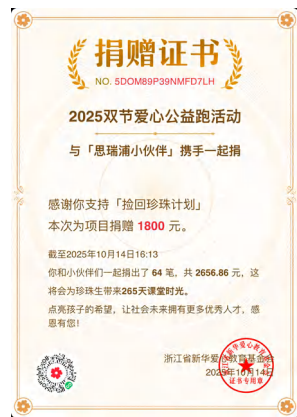 捐赠证书
NO. 5DOM89P39NMFD7LH
2025双节爱心公益跑活动
与「思瑞浦小伙伴」携手一起捐
感谢你支持「捡回珍珠计划」
本次为项目捐赠 1800 元。
截至2025年10月14日16:13
你和小伙伴们一起捐出了 64 笔，共 2656.86 元，这
将会为珍珠生带来265天课堂时光。
点亮孩子的希望，让社会未来拥有更多优秀人才，感
恩有您！
浙江省新华爱心教育基金会
2025年10月14日
证书专用章